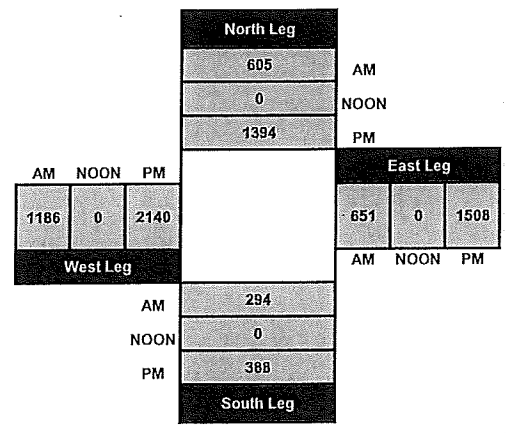 North Leg
605 AM
0 NOON
1394 PM
East Leg
AM NOON PM
1186 0 2140
651 0 1508
West Leg
AM NOON PM
AM 294
NOON 0
PM 388
South Leg